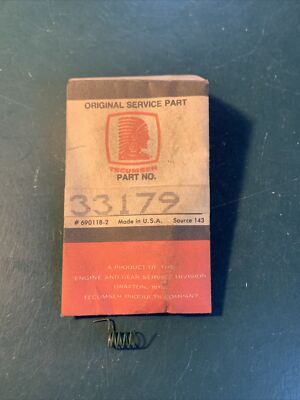 ORIGINAL SERVICE PART
TECUMSEH
PART NO.
33179
# 690118-2 Made in U.S.A. Source 143
A PRODUCT OF THE
ENGINE AND GEAR SERVICE DIVISION
GRAFTON, WIS.
TECUMSEH PRODUCTS COMPANY